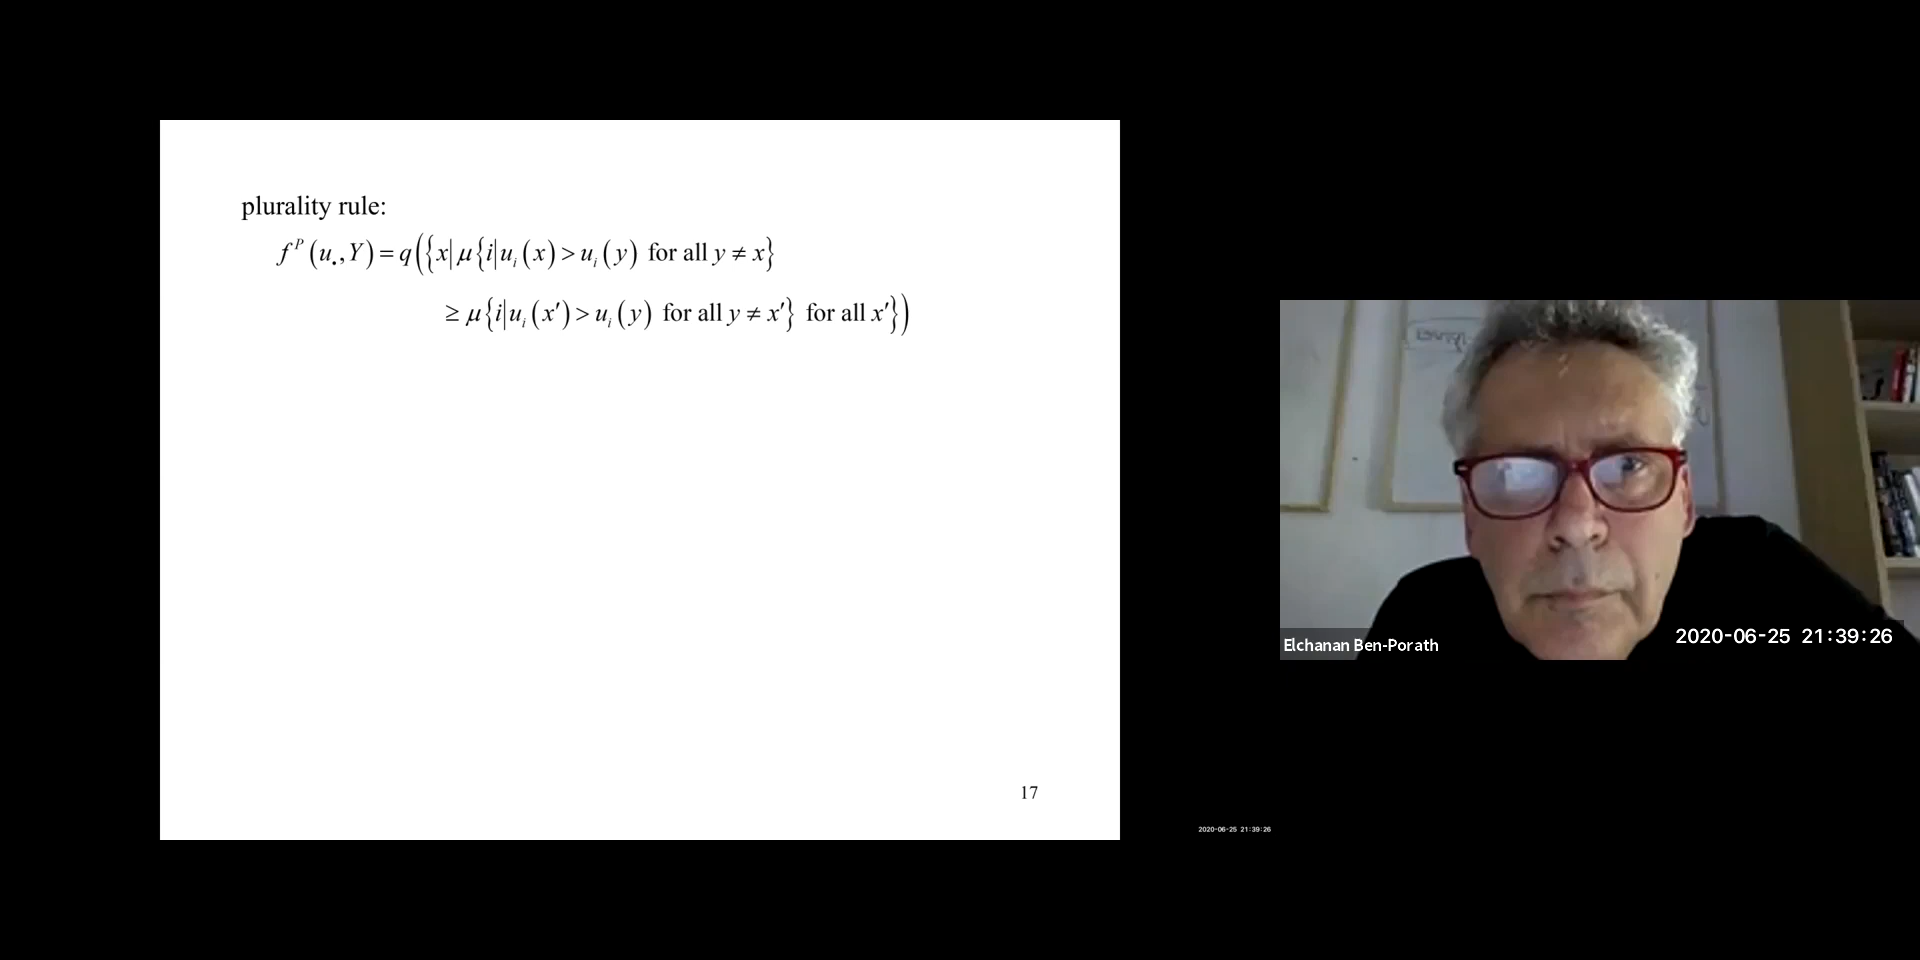 plurality rule:
f^P (u_•, Y) = q({x|μ{i|u_i(x) > u_i(y) for all y ≠ x}
≥ μ{i|u_i(x′) > u_i(y) for all y ≠ x′} for all x′})
17
Elchanan Ben-Porath
2020-06-25 21:39:26
2020-06-25 21:39:26